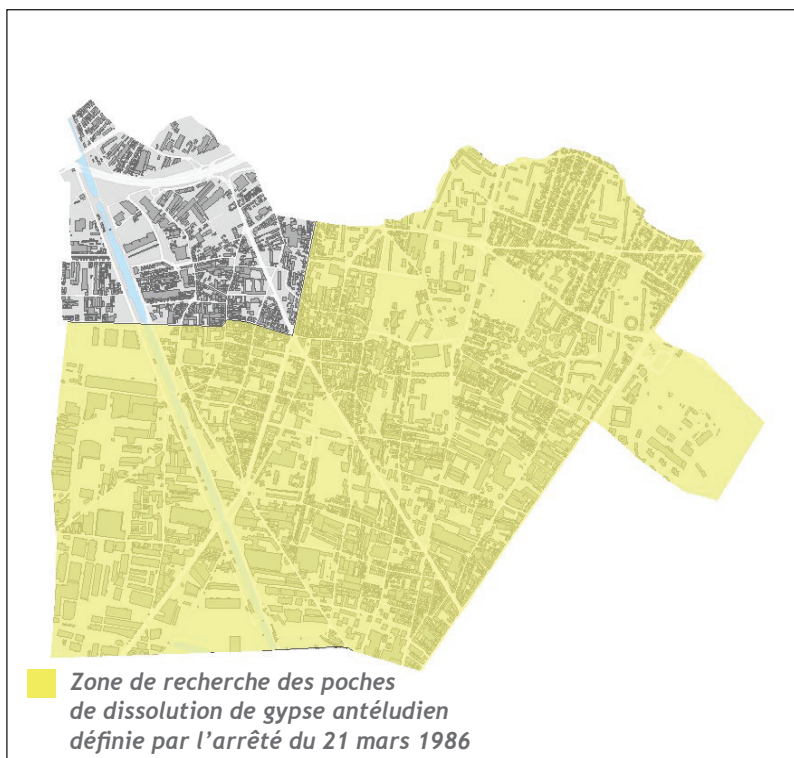 Zone de recherche des poches
de dissolution de gypse antéludien
définie par l'arrêté du 21 mars 1986